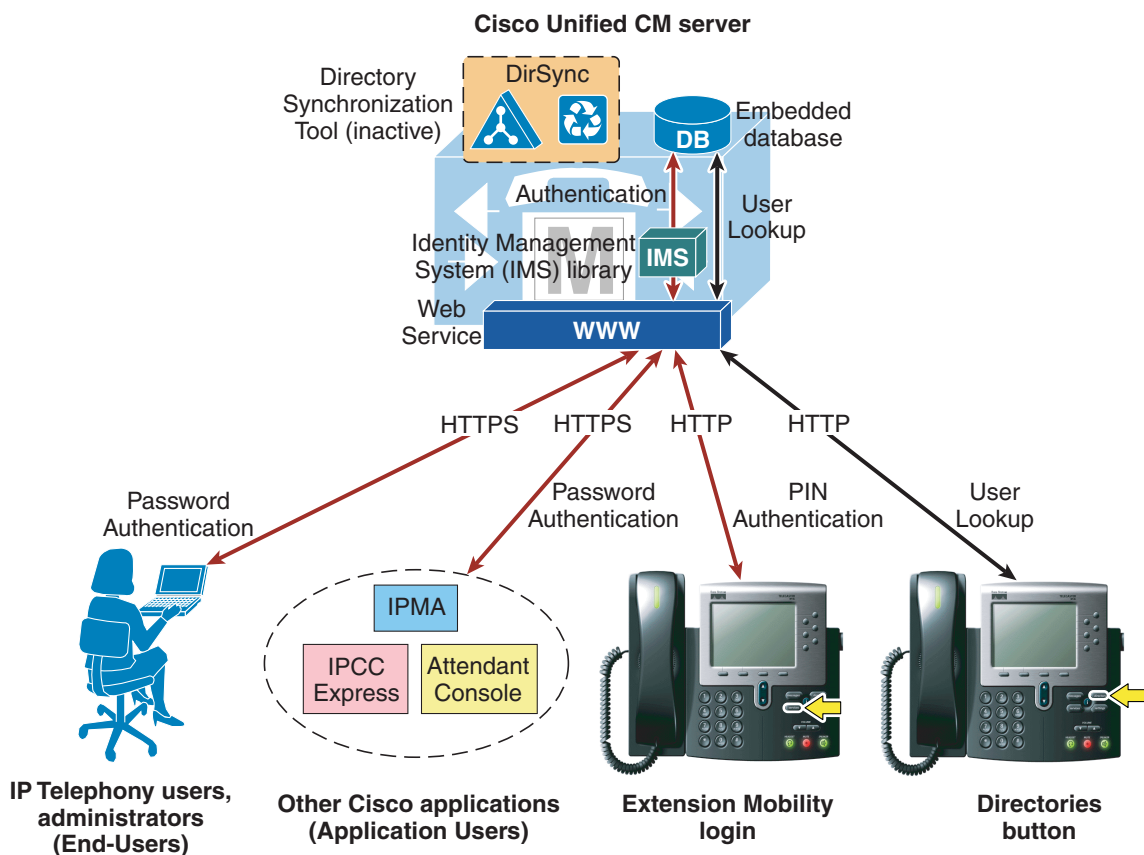 Cisco Unified CM server
DirSync
Directory
Synchronization
Tool (inactive)
DB
Embedded
database
Authentication
User
Lookup
Identity Management
System (IMS) library
IMS
M
Web
Service
WWW
HTTPS
HTTPS
HTTP
HTTP
Password
Authentication
Password
Authentication
PIN
Authentication
User
Lookup
IPMA
IPCC
Express
Attendant
Console
IP Telephony users,
administrators
(End-Users)
Other Cisco applications
(Application Users)
Extension Mobility
login
Directories
button